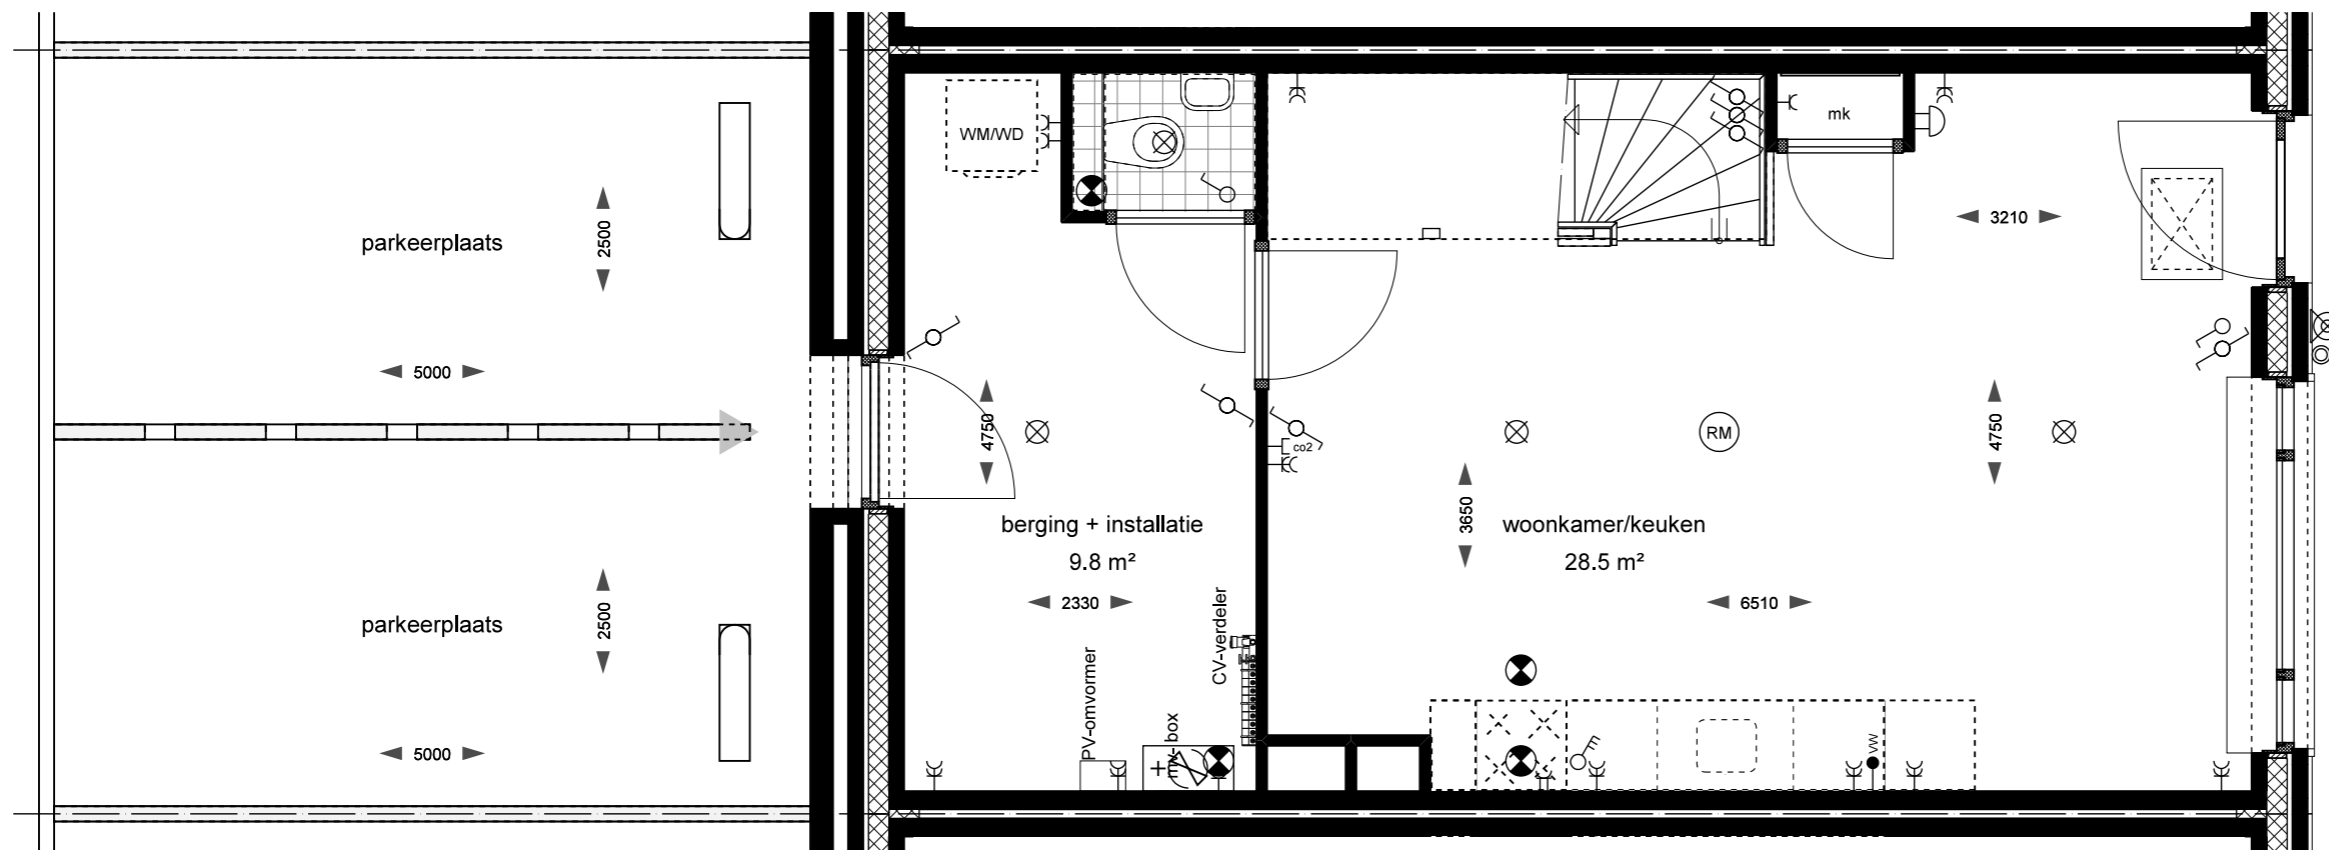 WM/WD
mk
3210
parkeerplaats
2500
5000
4750
co2
RM
4750
3650
berging + installatie
9.8 m²
woonkamer/keuken
28.5 m²
2330
6510
parkeerplaats
2500
5000
CV-verdeler
PV-omvormer
mv-box
VW